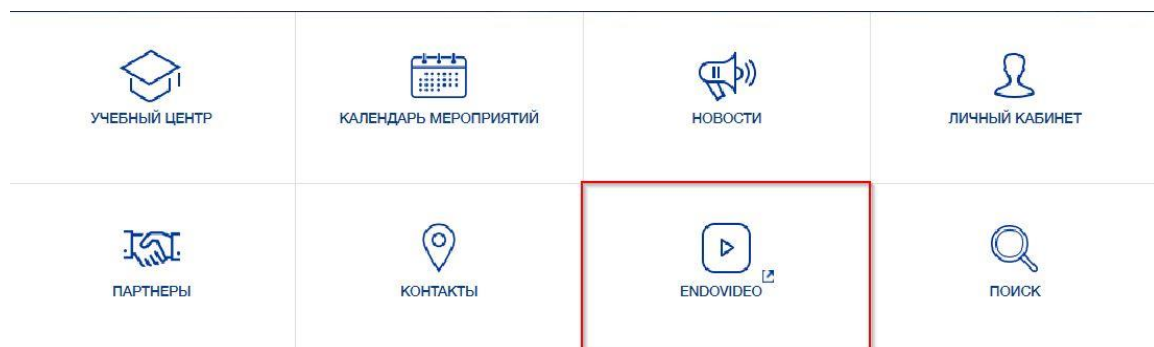 УЧЕБНЫЙ ЦЕНТР
КАЛЕНДАРЬ МЕРОПРИЯТИЙ
НОВОСТИ
ЛИЧНЫЙ КАБИНЕТ
ПАРТНЕРЫ
КОНТАКТЫ
ENDOVIDEO
ПОИСК